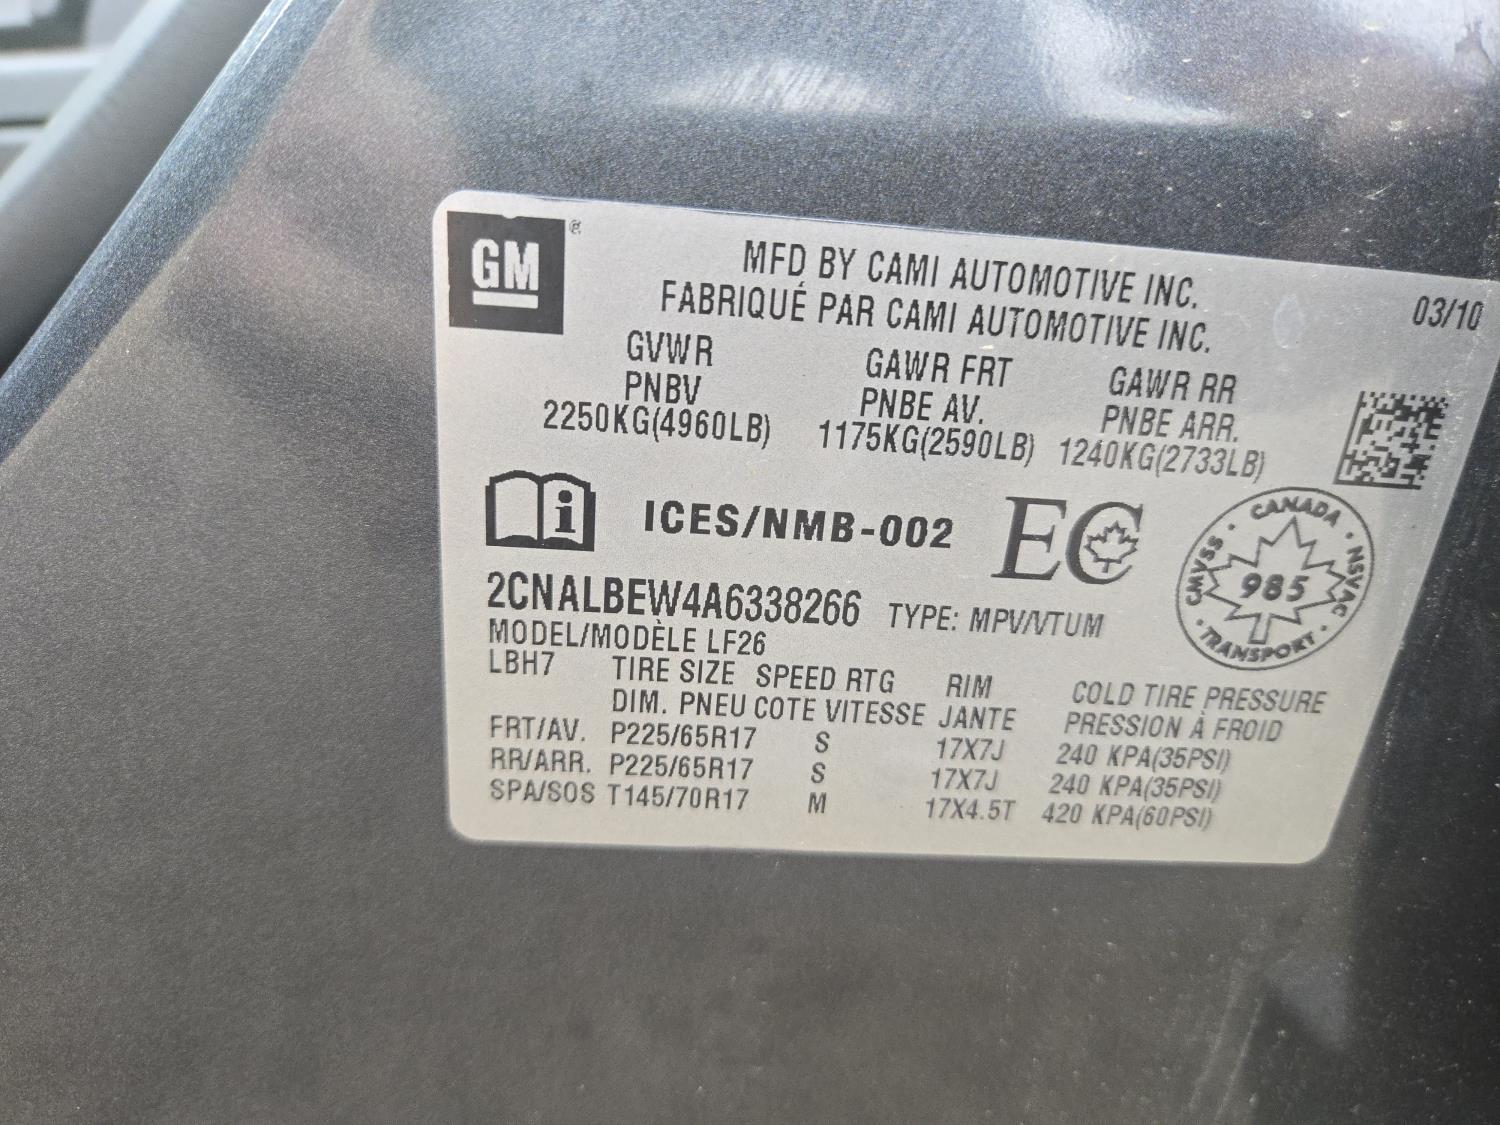 GM ®
MFD BY CAMI AUTOMOTIVE INC.
FABRIQUÉ PAR CAMI AUTOMOTIVE INC.
03/10
GVWR
PNBV
2250KG(4960LB)
GAWR FRT
PNBE AV.
1175KG(2590LB)
GAWR RR
PNBE ARR.
1240KG(2733LB)
i
ICES/NMB-002
EC
CANADA · NSVAC · TRANSPORT · CMVSS ·
985
2CNALBEW4A6338266 TYPE: MPV/VTUM
MODEL/MODÈLE LF26
LBH7 TIRE SIZE SPEED RTG RIM COLD TIRE PRESSURE
DIM. PNEU COTE VITESSE JANTE PRESSION À FROID
FRT/AV. P225/65R17 S 17X7J 240 KPA(35PSI)
RR/ARR. P225/65R17 S 17X7J 240 KPA(35PSI)
SPA/SOS T145/70R17 M 17X4.5T 420 KPA(60PSI)